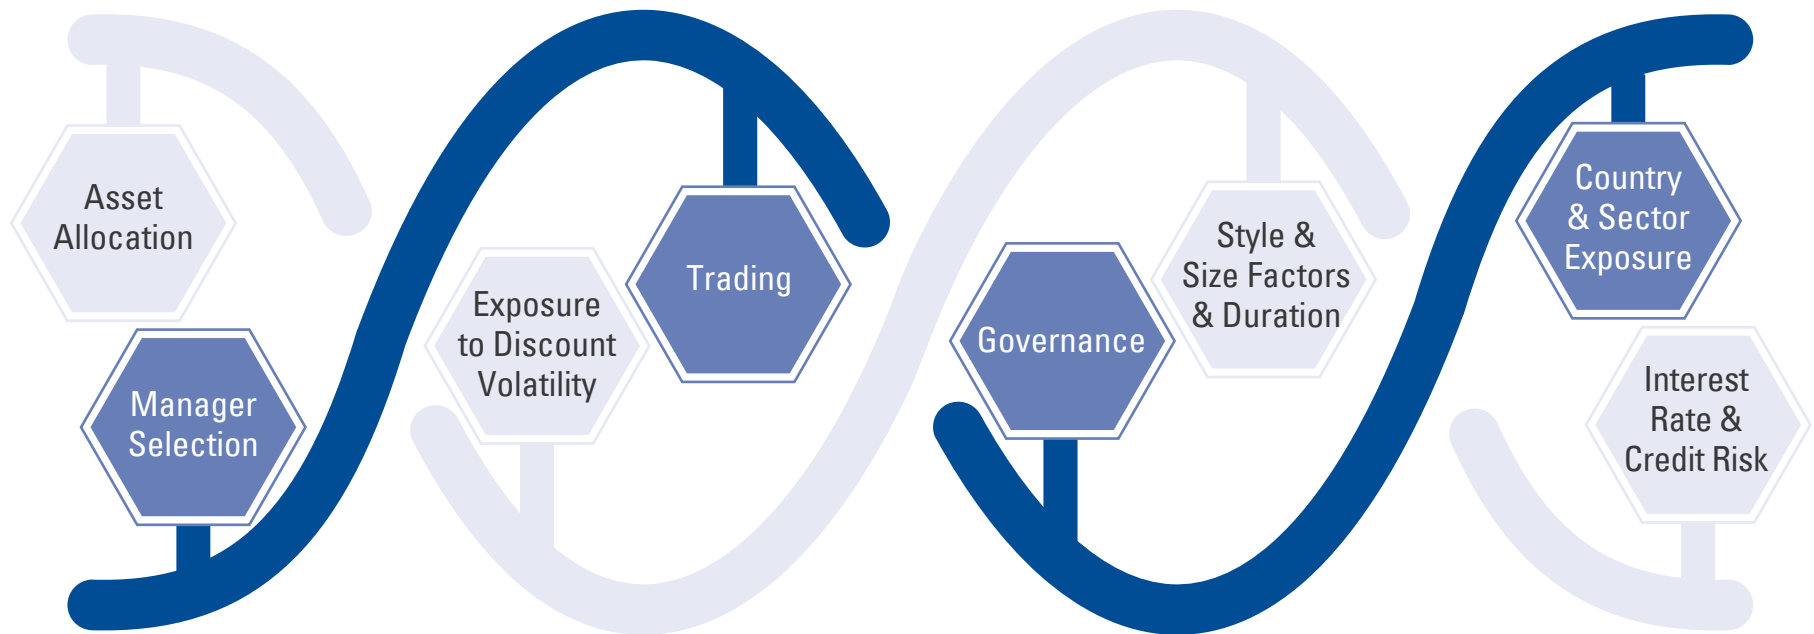 Asset
Allocation
Manager
Selection
Exposure
to Discount
Volatility
Trading
Governance
Style &
Size Factors
& Duration
Country
& Sector
Exposure
Interest
Rate &
Credit Risk